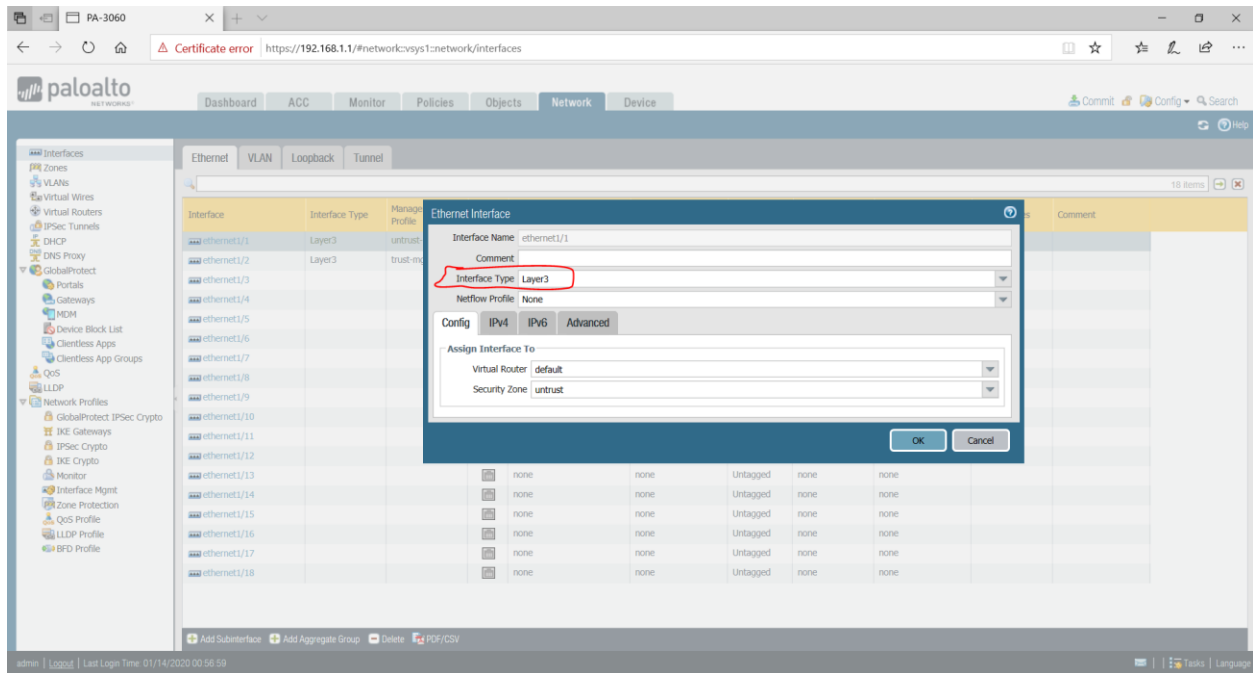 PA-3060
Certificate error https://192.168.1.1/#network::vsys1::network/interfaces
paloalto
NETWORKS
Dashboard ACC Monitor Policies Objects Network Device
Commit Config Search
Help
Interfaces
Zones
VLANs
Virtual Wires
Virtual Routers
IPSec Tunnels
DHCP
DNS Proxy
GlobalProtect
Portals
Gateways
MDM
Device Block List
Clientless Apps
Clientless App Groups
QoS
LLDP
Network Profiles
GlobalProtect IPSec Crypto
IKE Gateways
IPSec Crypto
IKE Crypto
Monitor
Interface Mgmt
Zone Protection
QoS Profile
LLDP Profile
BFD Profile
Ethernet VLAN Loopback Tunnel
18 items
Interface Interface Type Manage Profile Comment
ethernet1/1 Layer3 untrust-
ethernet1/2 Layer3 trust-mg
ethernet1/3
ethernet1/4
ethernet1/5
ethernet1/6
ethernet1/7
ethernet1/8
ethernet1/9
ethernet1/10
ethernet1/11
ethernet1/12
ethernet1/13 none none Untagged none none
ethernet1/14 none none Untagged none none
ethernet1/15 none none Untagged none none
ethernet1/16 none none Untagged none none
ethernet1/17 none none Untagged none none
ethernet1/18 none none Untagged none none
Ethernet Interface
Interface Name ethernet1/1
Comment
Interface Type Layer3
Netflow Profile None
Config IPv4 IPv6 Advanced
Assign Interface To
Virtual Router default
Security Zone untrust
OK Cancel
Add Subinterface Add Aggregate Group Delete PDF/CSV
admin | Logout | Last Login Time: 01/14/2020 00:56:59
Tasks | Language